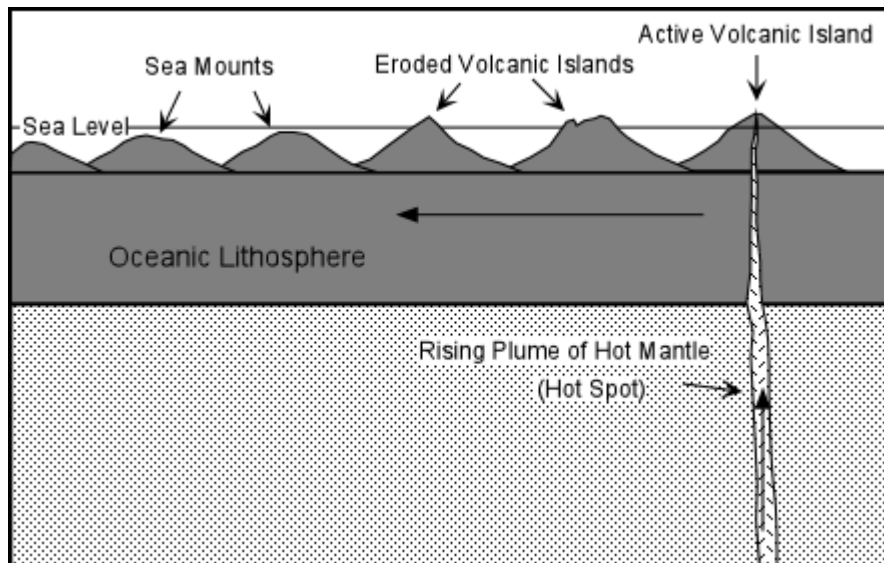 Active Volcanic Island
Sea Mounts
Eroded Volcanic Islands
Sea Level
Oceanic Lithosphere
Rising Plume of Hot Mantle
(Hot Spot)